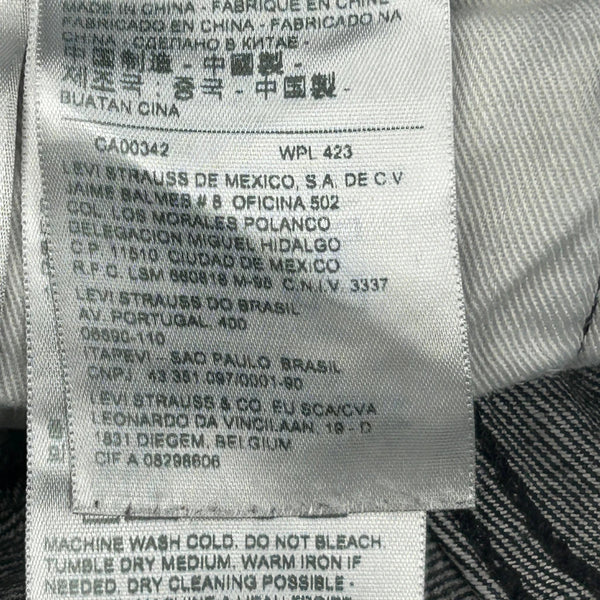 MADE IN CHINA - FABRIQUE EN CHINE
FABRICADO EN CHINA - FABRICADO NA
CHINA - СДЕЛАНО В КИТАЕ -
中国制造 - 中國製 -
제조국: 중국 - 中国製 -
BUATAN CINA
CA00342 WPL 423
LEVI STRAUSS DE MEXICO, S.A. DE C.V
JAIME BALMES # 8 OFICINA 502
COL. LOS MORALES POLANCO
DELEGACION MIGUEL HIDALGO
C.P. 11510 CIUDAD DE MEXICO
R.F.C. LSM C.N.I.V. 3337
LEVI STRAUSS DO BRASIL
AV. PORTUGAL, 400
06690-110
ITAPEVI - SAO PAULO BRASIL
CNPJ 43 351 097/0001-90
LEVI STRAUSS & CO. EU SCA/CVA
LEONARDO DA VINCILAAN, 19 - D
1831 DIEGEM, BELGIUM
CIF A 08298606
MACHINE WASH COLD. DO NOT BLEACH.
TUMBLE DRY MEDIUM. WARM IRON IF
NEEDED. DRY CLEANING POSSIBLE -